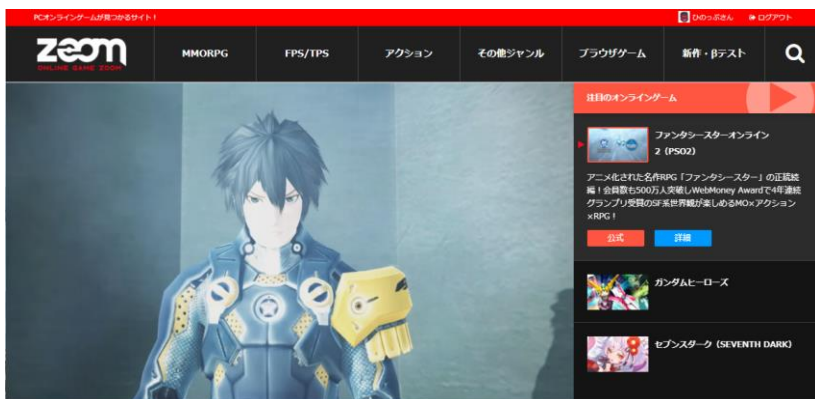 PCオンラインゲームが見つかるサイト!
ひのっぷさん ログアウト
ZOOM
ONLINE GAME ZOOM
MMORPG FPS/TPS アクション その他ジャンル ブラウザゲーム 新作・βテスト
注目のオンラインゲーム
ファンタシースターオンライン
2（PSO2）
アニメ化された名作RPG「ファンタシースター」の正統続
編！会員数も500万人突破しWebMoney Awardで4年連続
グランプリ受賞のSF系世界観が楽しめるMO×アクション
×RPG！
公式 詳細
ガンダムヒーローズ
セブンスダーク（SEVENTH DARK）